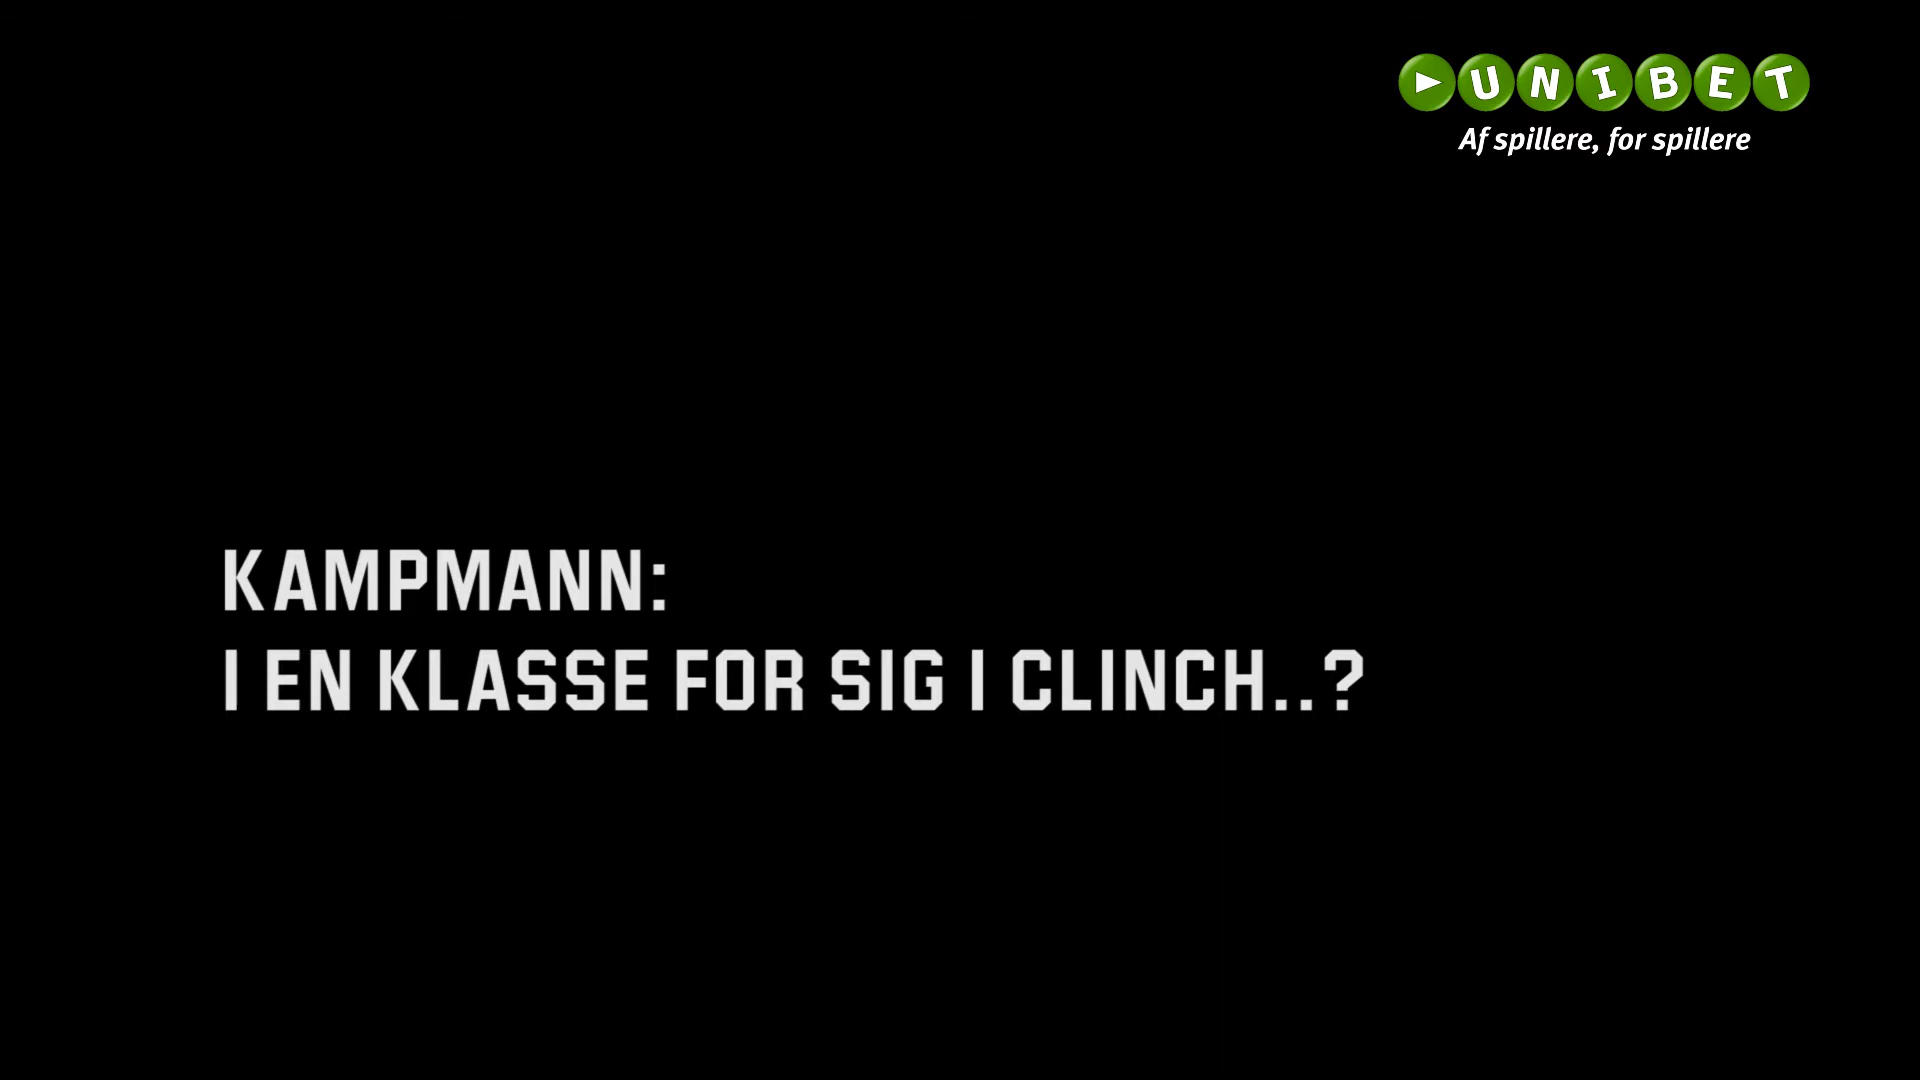 UNIBET
Af spillere, for spillere
KAMPMANN:
I EN KLASSE FOR SIG I CLINCH..?